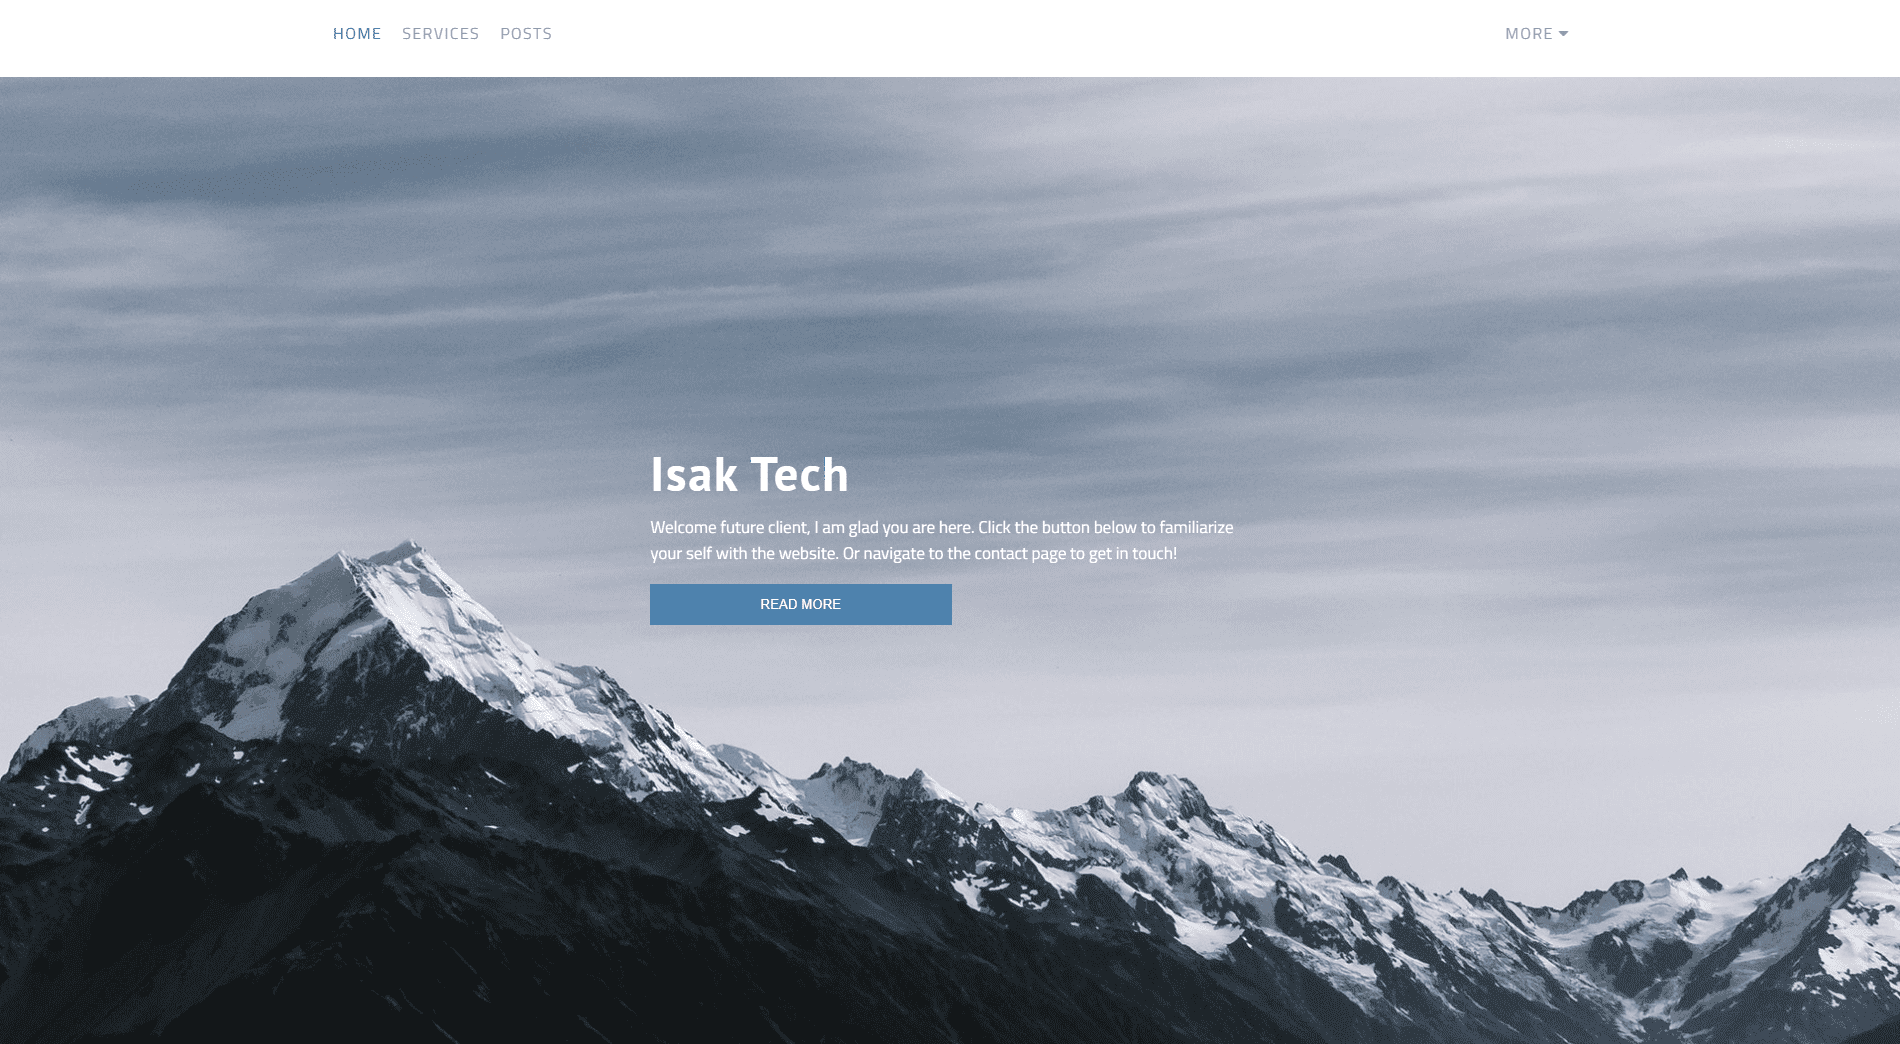 HOME SERVICES POSTS MORE
Isak Tech
Welcome future client, I am glad you are here. Click the button below to familiarize
your self with the website. Or navigate to the contact page to get in touch!
READ MORE